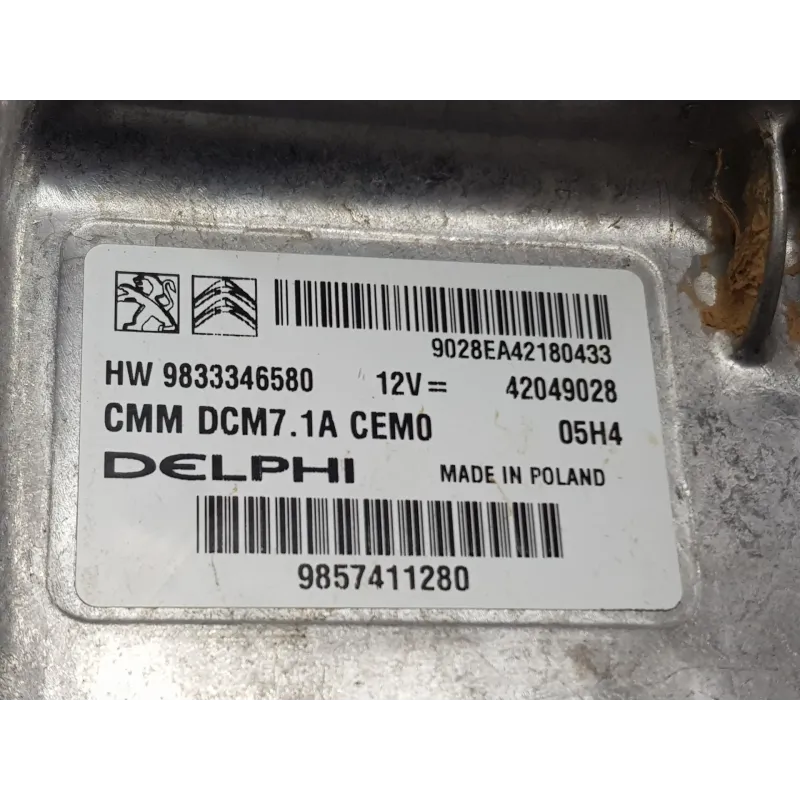 9028EA42180433
HW 9833346580 12V= 42049028
CMM DCM7.1A CEM0 05H4
DELPHI MADE IN POLAND
9857411280